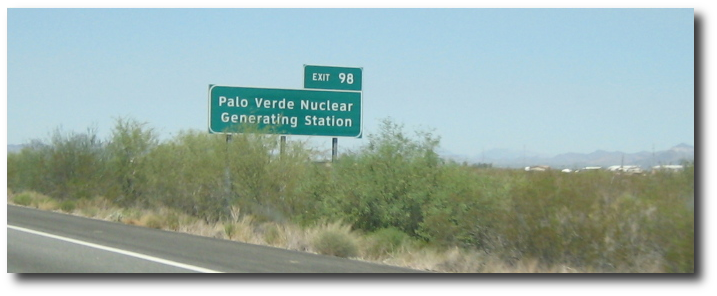 EXIT 98
Palo Verde Nuclear
Generating Station